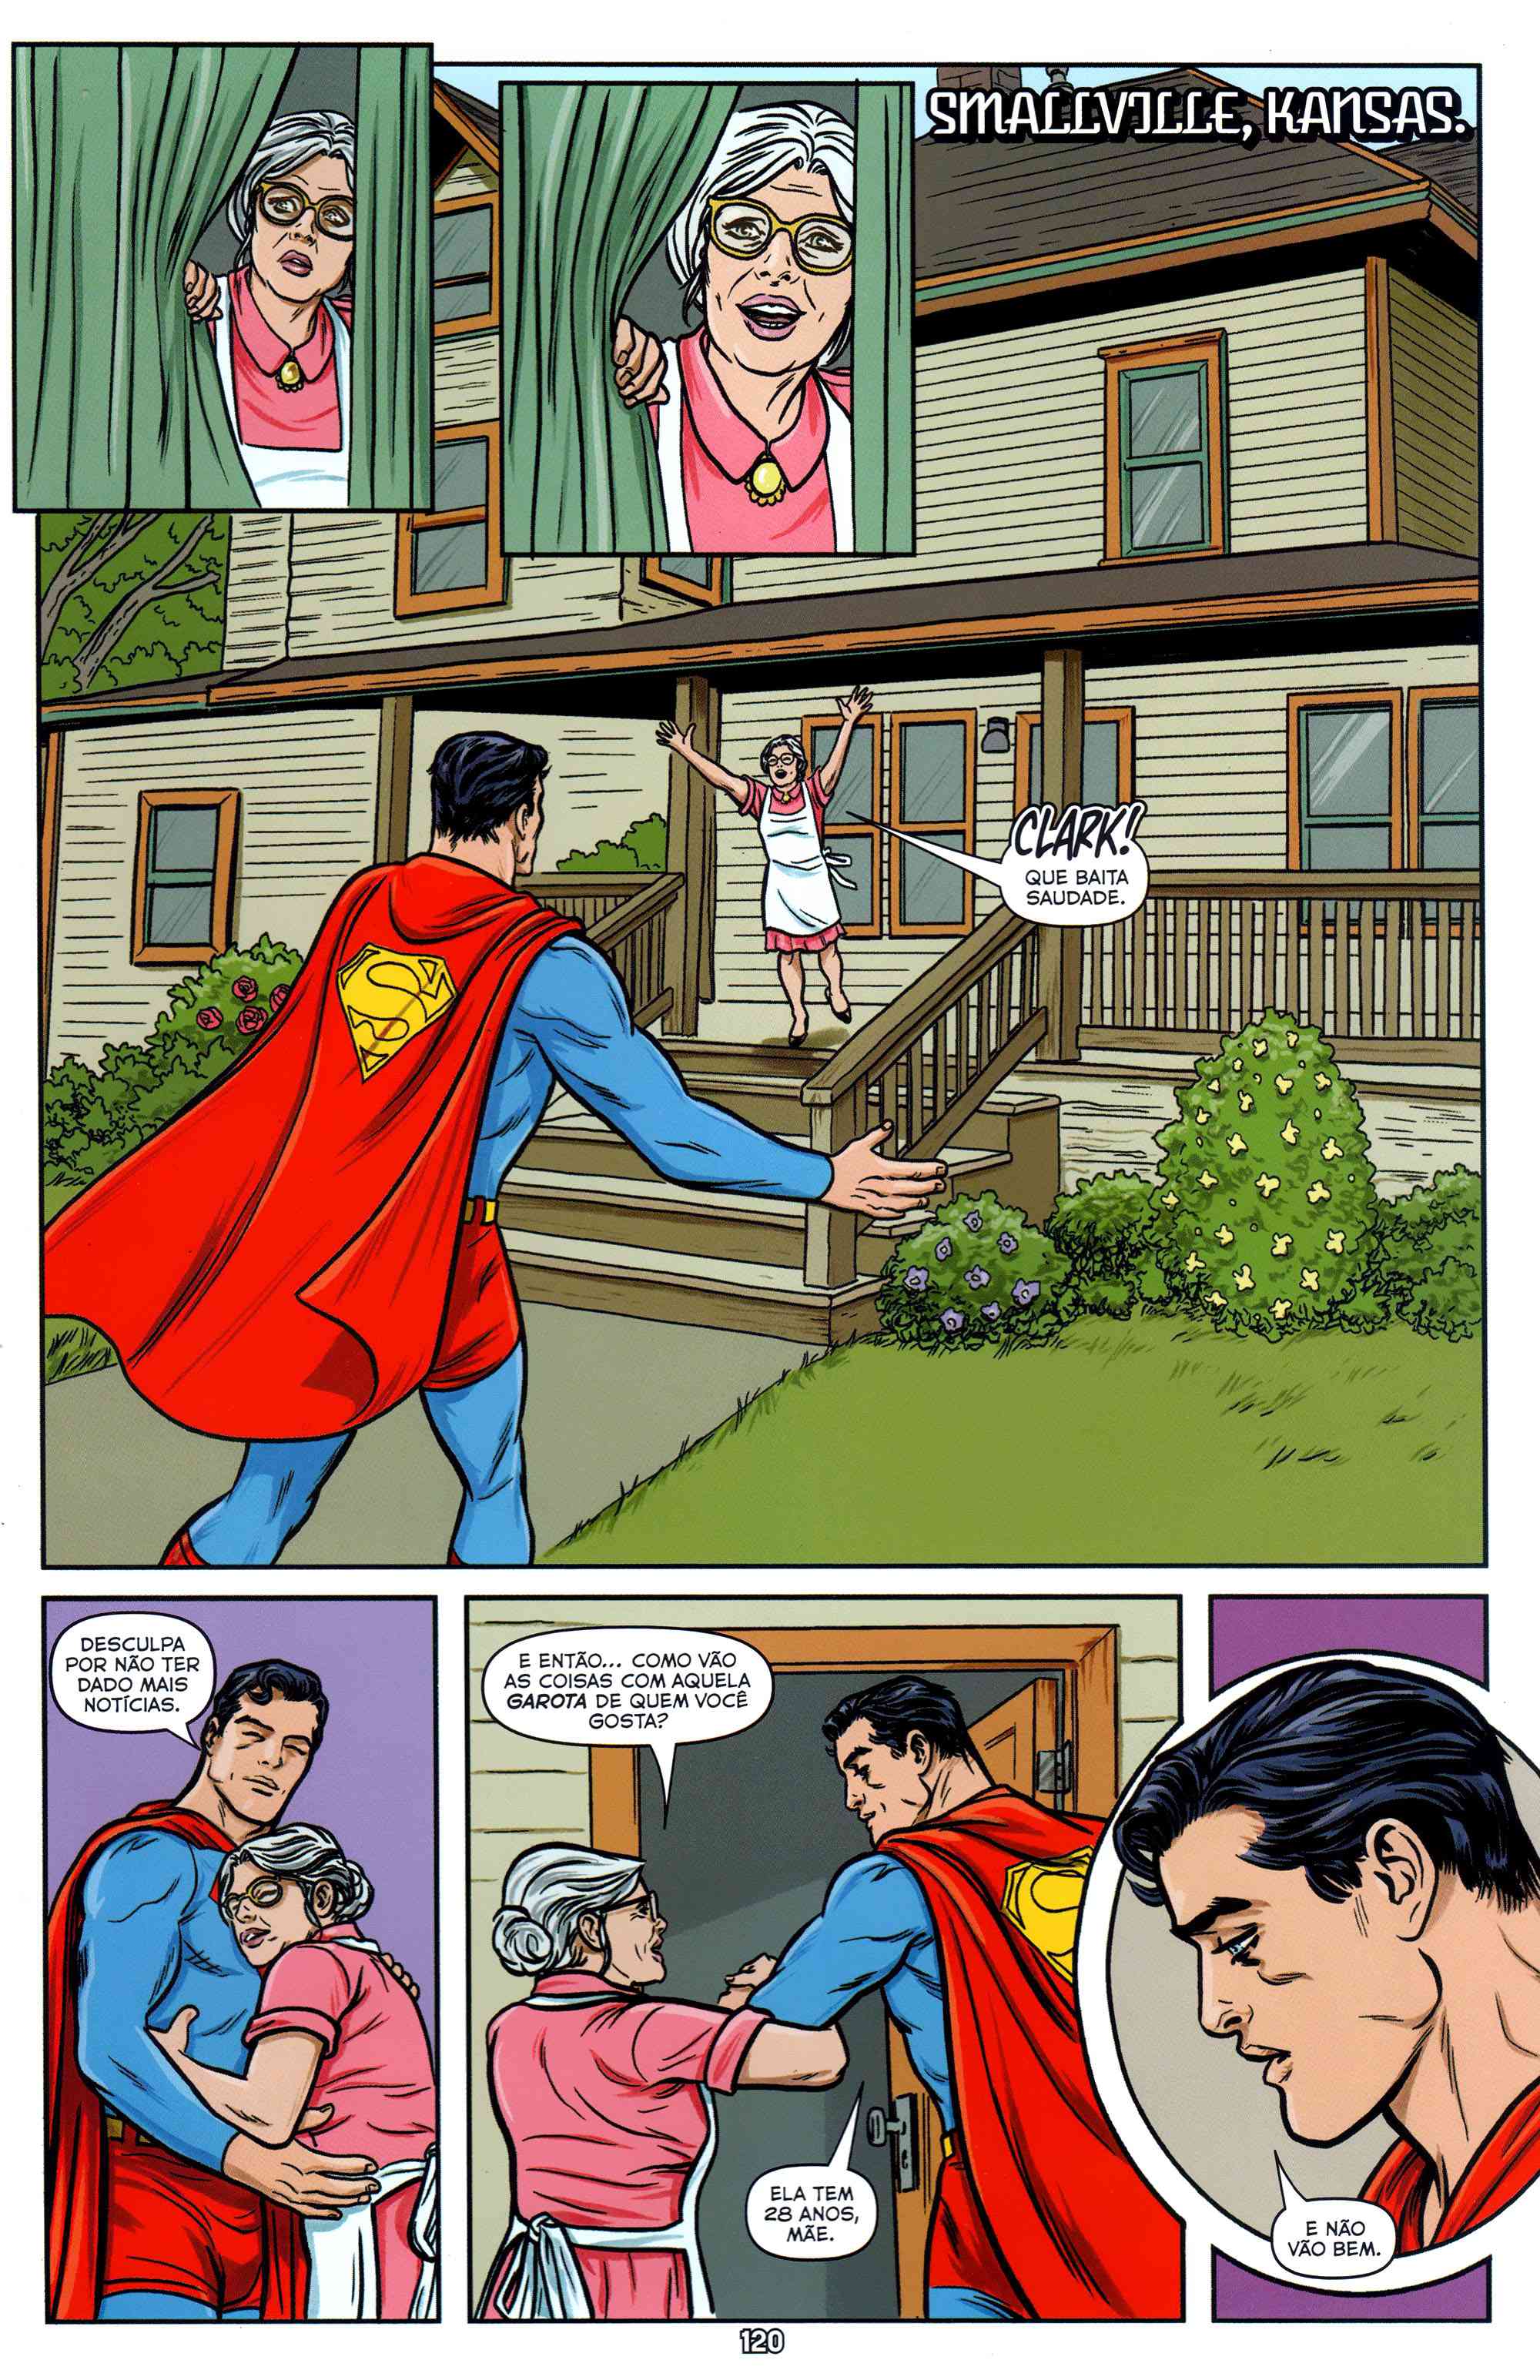 SMALLVILLE, KANSAS.
CLARK!
QUE BAITA
SAUDADE.
DESCULPA
POR NÃO TER
DADO MAIS
NOTÍCIAS.
E ENTÃO... COMO VÃO
AS COISAS COM AQUELA
GAROTA DE QUEM VOCÊ
GOSTA?
ELA TEM
28 ANOS,
MÃE.
E NÃO
VÃO BEM.
120